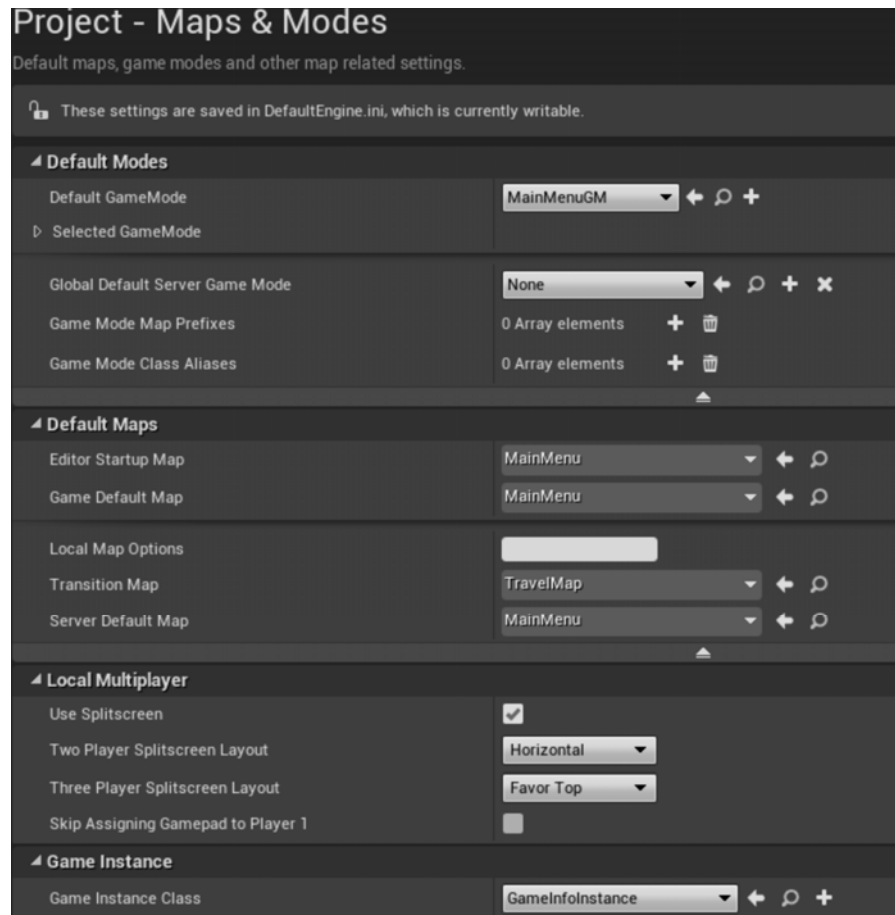 Project - Maps & Modes
Default maps, game modes and other map related settings.
These settings are saved in DefaultEngine.ini, which is currently writable.
Default Modes
Default GameMode MainMenuGM
Selected GameMode
Global Default Server Game Mode None
Game Mode Map Prefixes 0 Array elements
Game Mode Class Aliases 0 Array elements
Default Maps
Editor Startup Map MainMenu
Game Default Map MainMenu
Local Map Options
Transition Map TravelMap
Server Default Map MainMenu
Local Multiplayer
Use Splitscreen
Two Player Splitscreen Layout Horizontal
Three Player Splitscreen Layout Favor Top
Skip Assigning Gamepad to Player 1
Game Instance
Game Instance Class GameInfoInstance